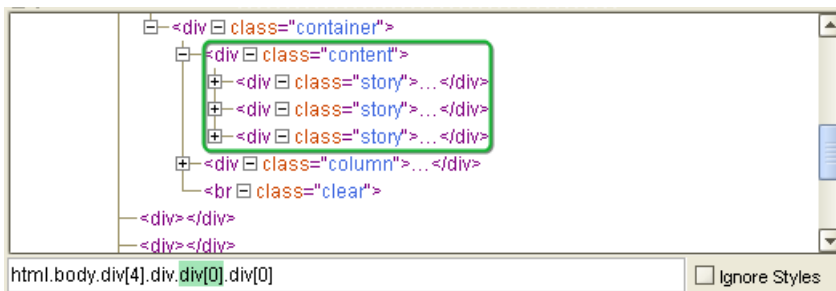 <div class="container">
<div class="content">
<div class="story">...</div>
<div class="story">...</div>
<div class="story">...</div>
<div class="column">...</div>
<br class="clear">
<div></div>
<div></div>
html.body.div[4].div.div[0].div[0]
Ignore Styles